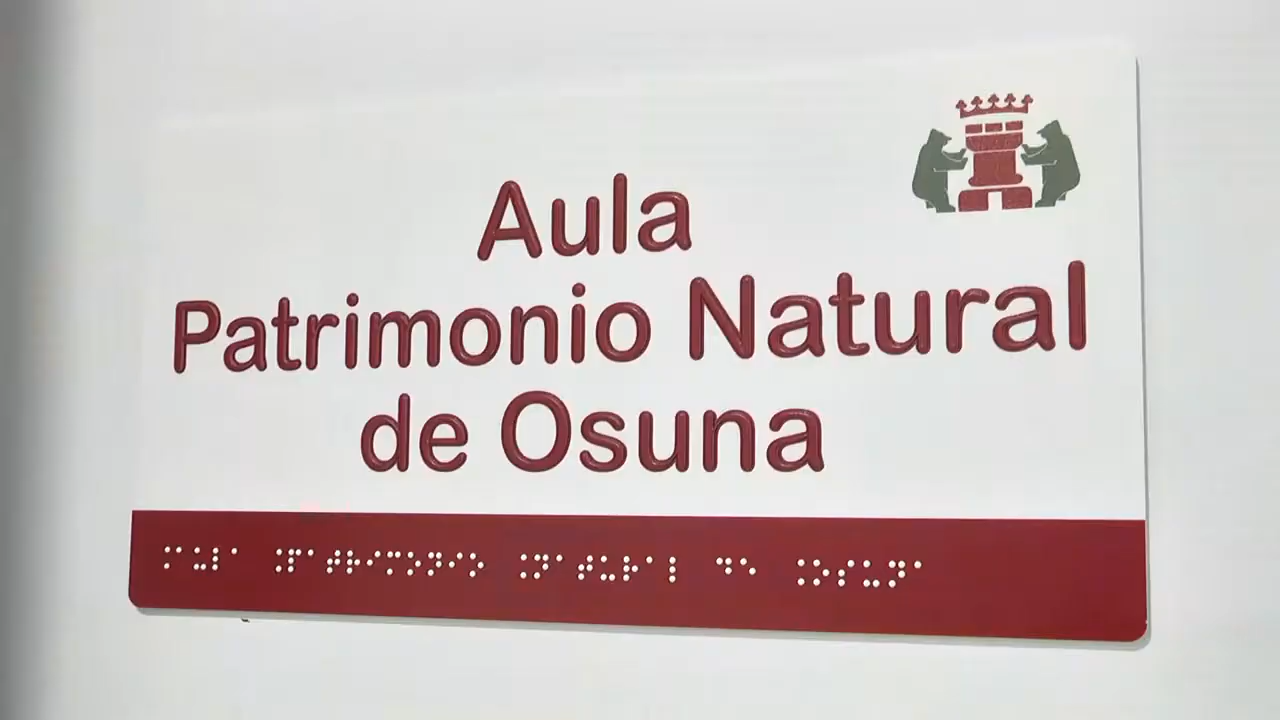 Aula
Patrimonio Natural
de Osuna
⠨⠁⠥⠇⠁ ⠨⠏⠁⠞⠗⠊⠍⠕⠝⠊⠕ ⠨⠝⠁⠞⠥⠗⠁⠇ ⠙⠑ ⠨⠕⠎⠥⠝⠁